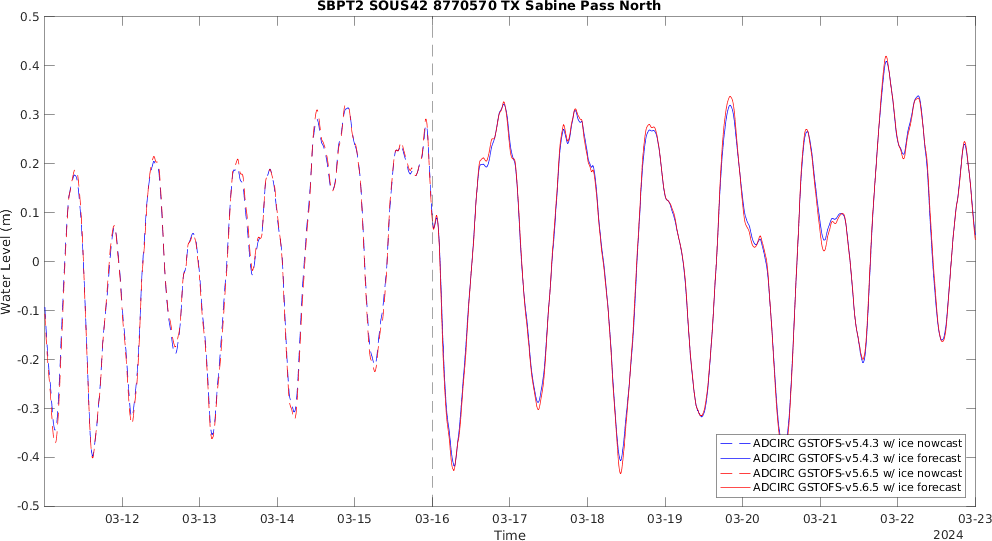 SBPT2 SOUS42 8770570 TX Sabine Pass North
Water Level (m)
0.5
0.4
0.3
0.2
0.1
0
-0.1
-0.2
-0.3
-0.4
-0.5
ADCIRC GSTOFS-v5.4.3 w/ ice nowcast
ADCIRC GSTOFS-v5.4.3 w/ ice forecast
ADCIRC GSTOFS-v5.6.5 w/ ice nowcast
ADCIRC GSTOFS-v5.6.5 w/ ice forecast
03-12 03-13 03-14 03-15 03-16 03-17 03-18 03-19 03-20 03-21 03-22 03-23
Time
2024